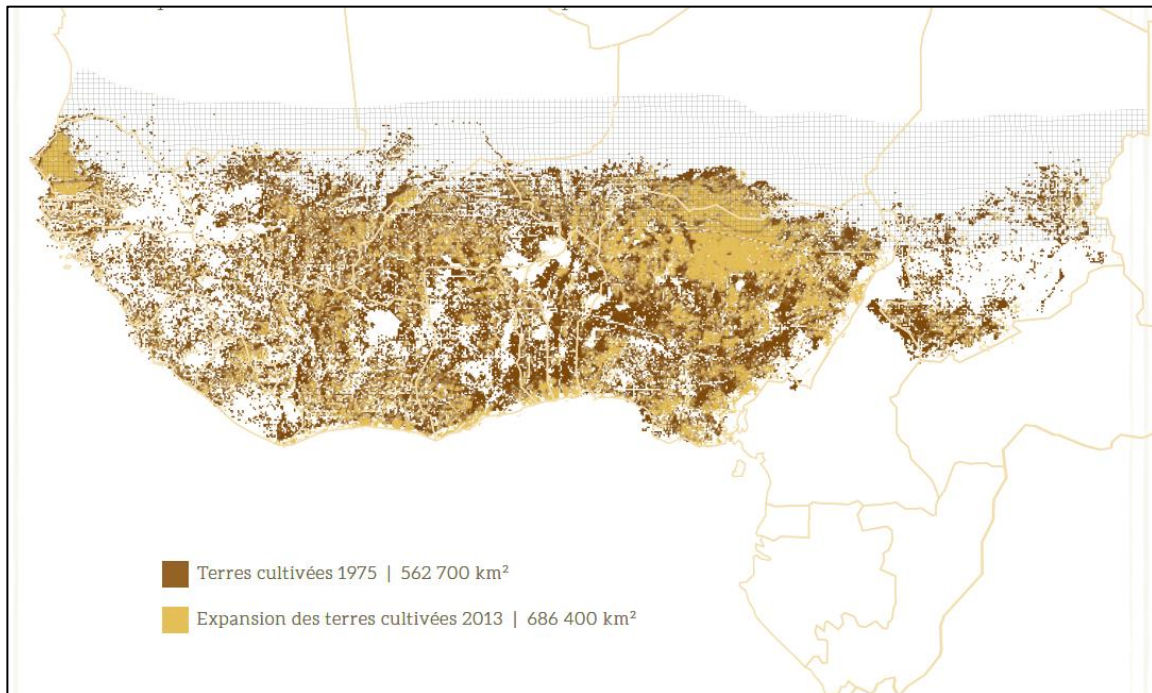 Terres cultivées 1975 | 562 700 km²
Expansion des terres cultivées 2013 | 686 400 km²